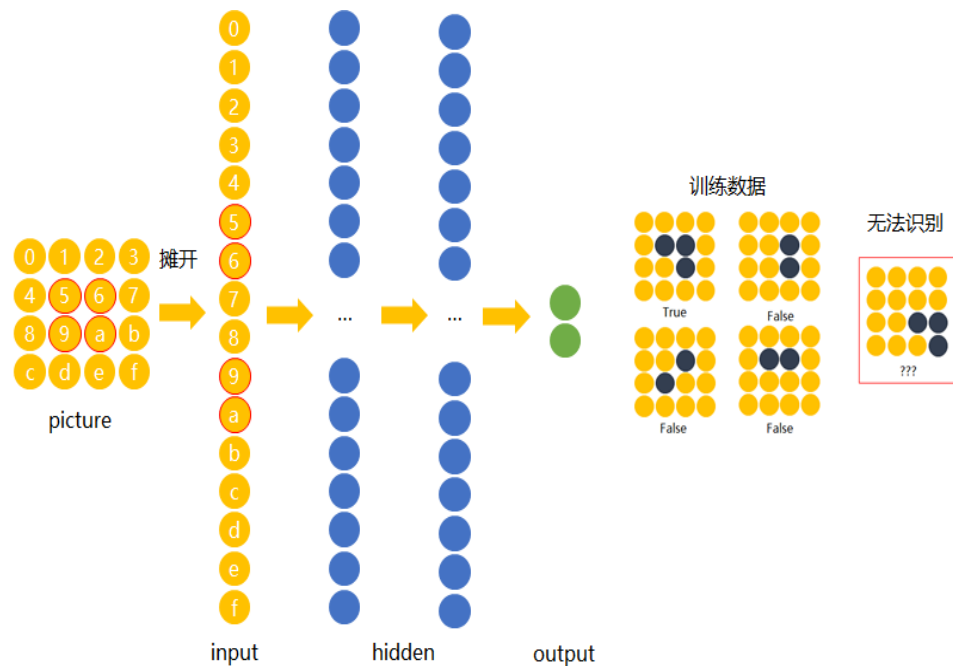 0 1 2 3
4 5 6 7
8 9 a b
c d e f
picture
摊开
0
1
2
3
4
5
6
7
8
9
a
b
c
d
e
f
input
...
...
...
...
hidden
output
训练数据
True
False
False
False
无法识别
???